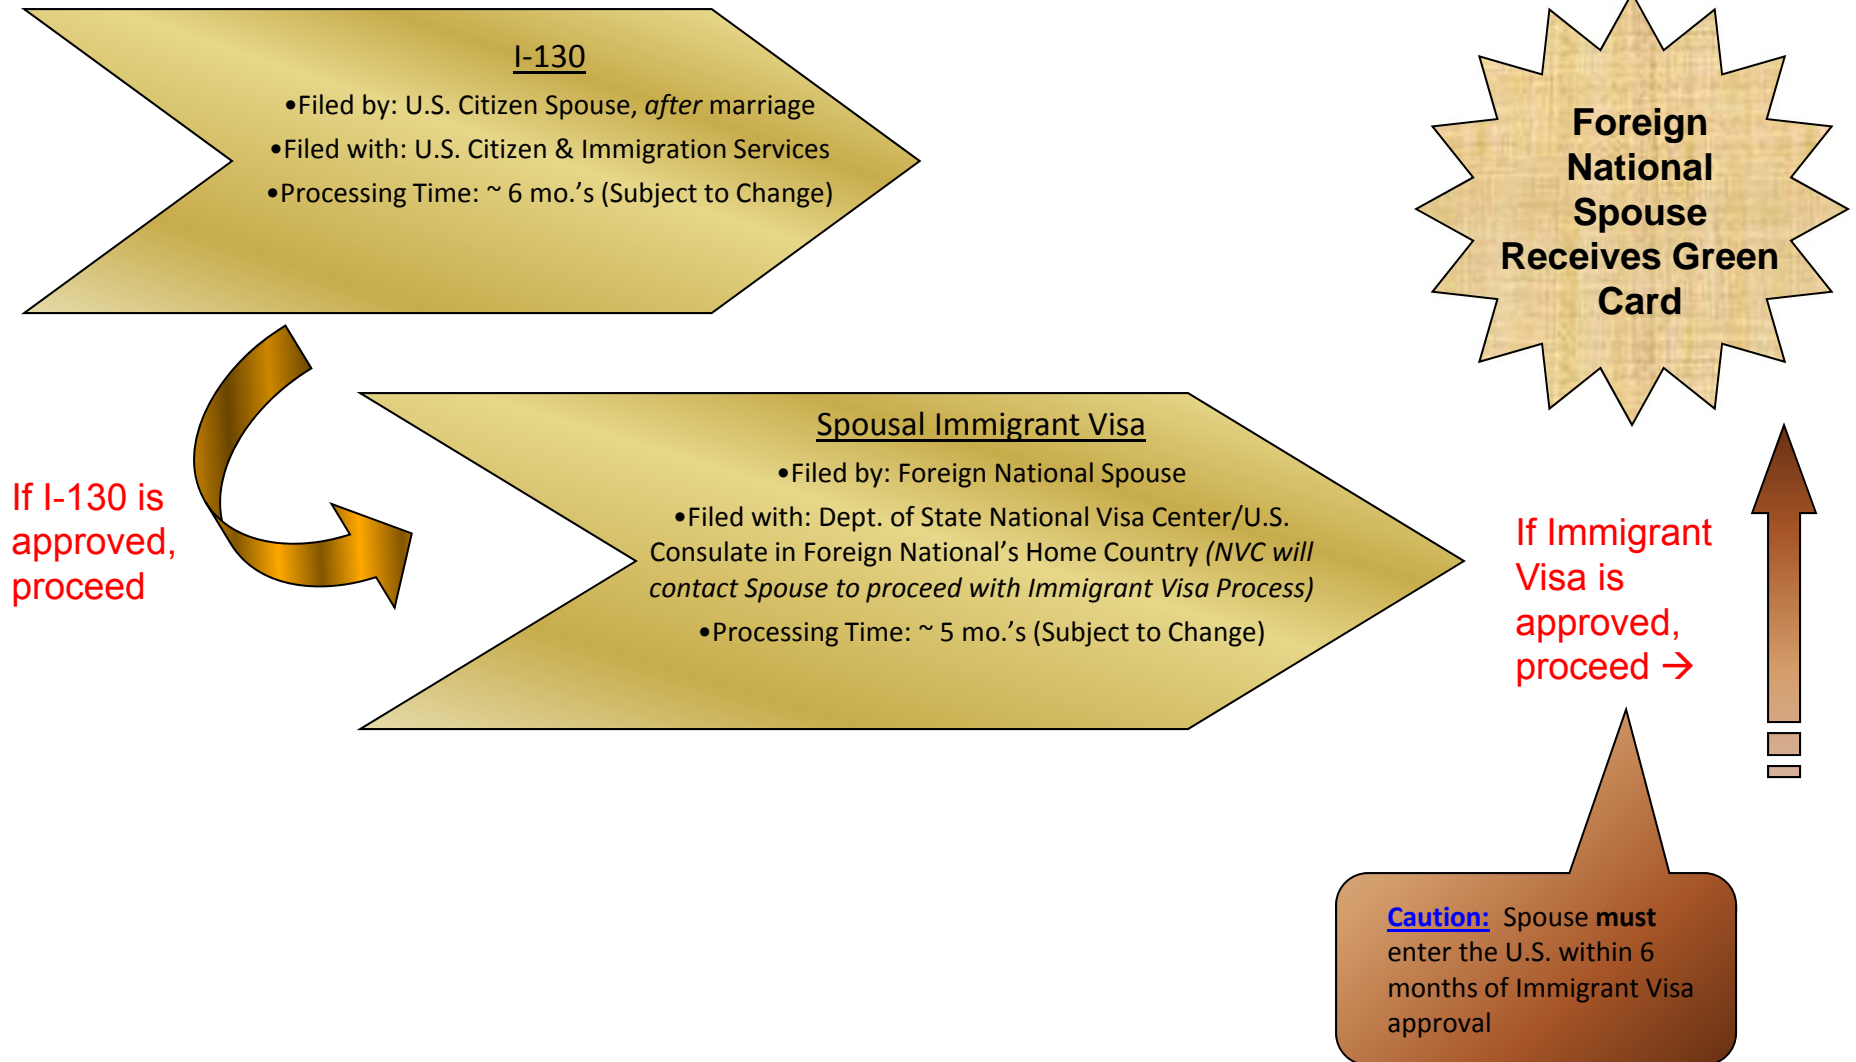 I-130
•Filed by: U.S. Citizen Spouse, after marriage
•Filed with: U.S. Citizen & Immigration Services
•Processing Time: ~ 6 mo.'s (Subject to Change)
Foreign
National
Spouse
Receives Green
Card
If I-130 is
approved,
proceed
Spousal Immigrant Visa
•Filed by: Foreign National Spouse
•Filed with: Dept. of State National Visa Center/U.S.
Consulate in Foreign National's Home Country (NVC will
contact Spouse to proceed with Immigrant Visa Process)
•Processing Time: ~ 5 mo.'s (Subject to Change)
If Immigrant
Visa is
approved,
proceed →
Caution: Spouse must
enter the U.S. within 6
months of Immigrant Visa
approval